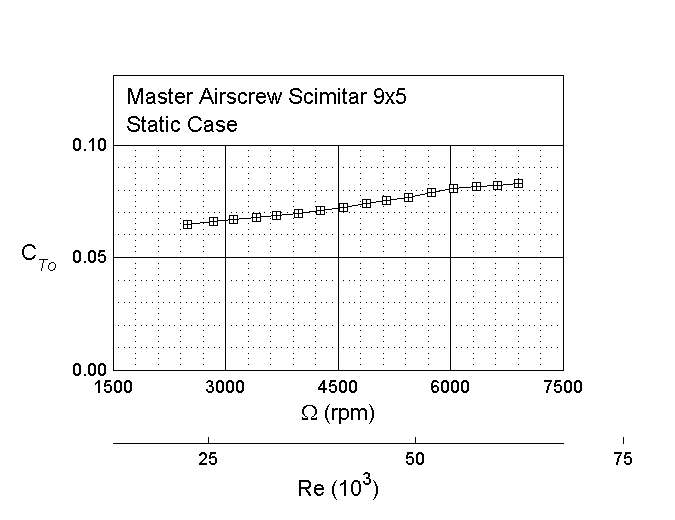 Master Airscrew Scimitar 9x5
Static Case
0.10
C_To 0.05
0.00
1500 3000 4500 6000 7500
Ω (rpm)
25 50 75
Re (10³)